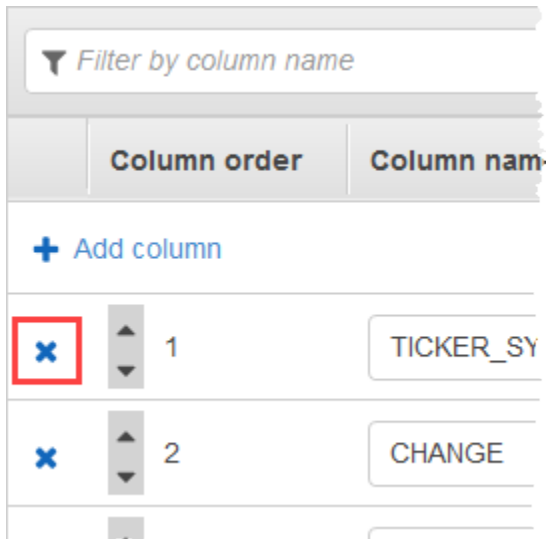 Filter by column name
Column order
Column nam
Add column
1
TICKER_SY
2
CHANGE